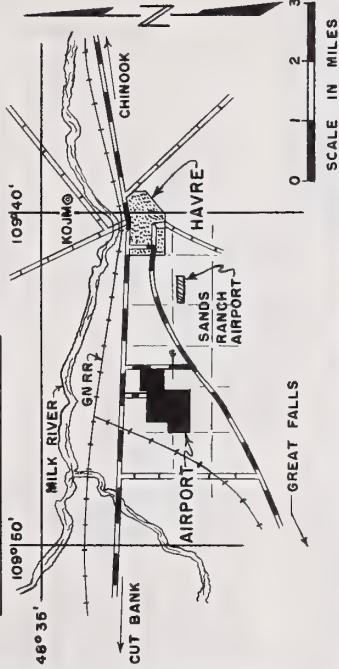 109°50'
109°40'
48°35'
MILK RIVER
KOJM
GNRR
CHINOOK
HAVRE
CUT BANK
AIRPORT
SANDS
RANCH
AIRPORT
GREAT FALLS
N
0 1 2 3
SCALE IN MILES